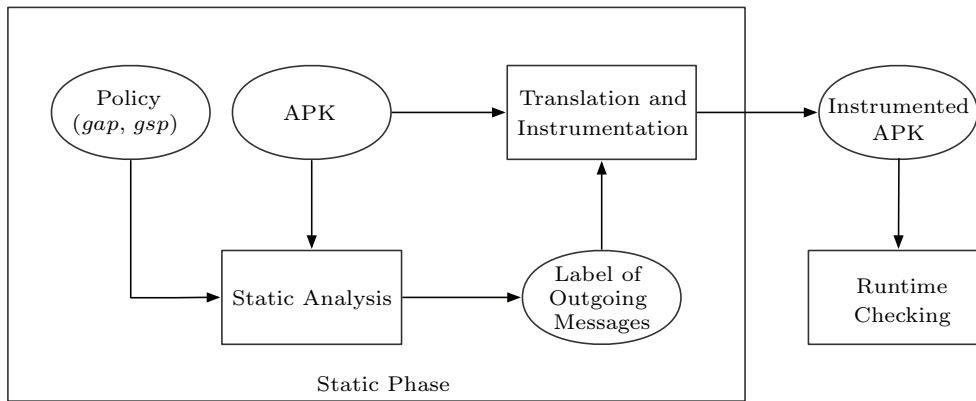 Policy
(gap, gsp)
APK
Translation and
Instrumentation
Instrumented
APK
Static Analysis
Label of
Outgoing
Messages
Runtime
Checking
Static Phase